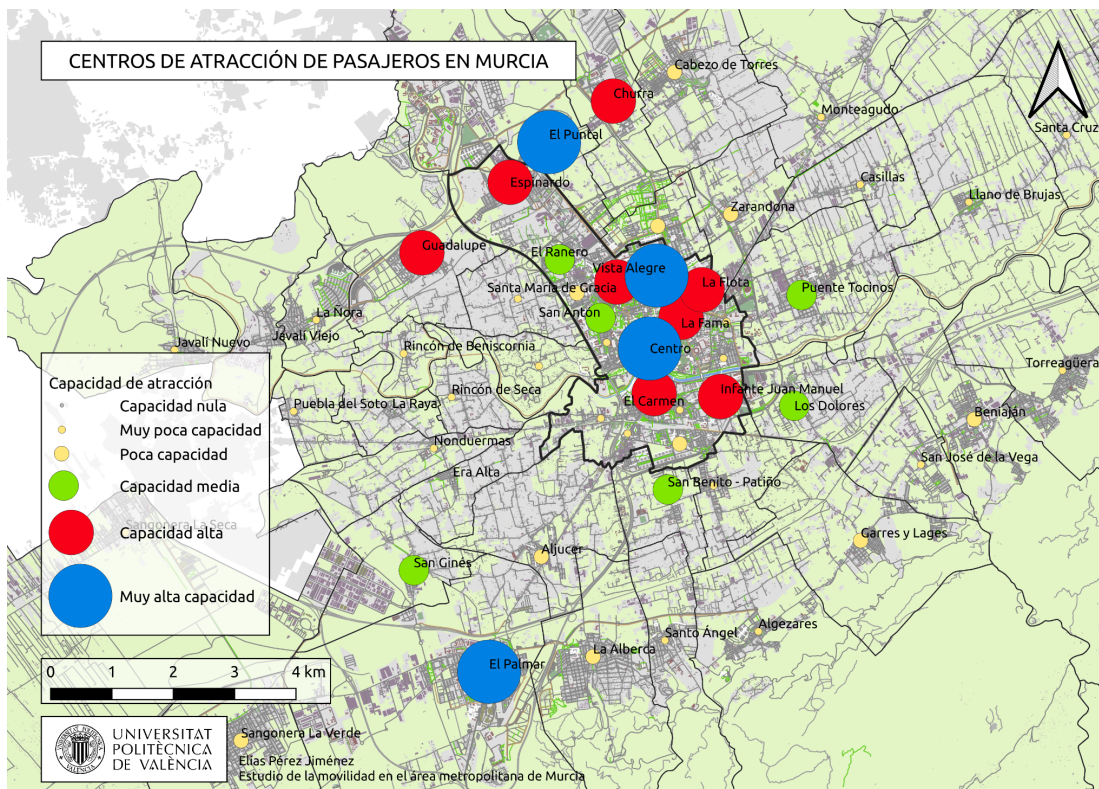 CENTROS DE ATRACCIÓN DE PASAJEROS EN MURCIA
Cabezo de Torres
Churra
Monteagudo
El Puntal
Santa Cruz
Espinardo
Casillas
Llano de Brujas
Zarandona
Guadalupe
El Ranero
Vista Alegre
La Flota
Santa María de Gracia
Puente Tocinos
La Ñora
San Antón
La Fama
Javalí Viejo
Javalí Nuevo
Rincón de Beniscornia
Centro
Torreagüera
Rincón de Seca
Infante Juan Manuel
Puebla del Soto
La Raya
El Carmen
Los Dolores
Beniaján
Nonduermas
San José de la Vega
Era Alta
San Benito - Patiño
Sangonera La Seca
Garres y Lages
Aljucer
San Ginés
Algezares
Santo Ángel
La Alberca
El Palmar
Sangonera La Verde
Capacidad de atracción
Capacidad nula
Muy poca capacidad
Poca capacidad
Capacidad media
Capacidad alta
Muy alta capacidad
0 1 2 3 4 km
UNIVERSITAT
POLITÈCNICA
DE VALÈNCIA
Elias Pérez Jiménez
Estudio de la movilidad en el área metropolitana de Murcia